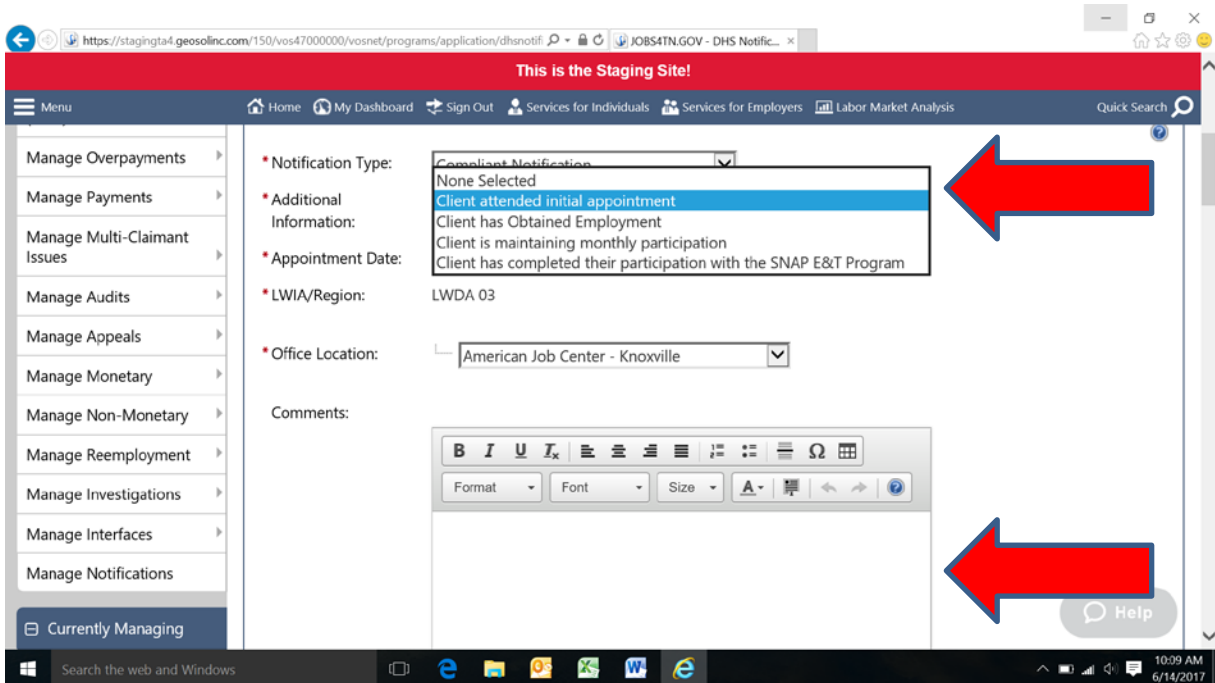 https://stagingta4.geosolinc.com/150/vos47000000/vosnet/programs/application/dhsnotifi
JOBS4TN.GOV - DHS Notific...
This is the Staging Site!
Menu
Home My Dashboard Sign Out Services for Individuals Services for Employers Labor Market Analysis Quick Search
Manage Overpayments
Manage Payments
Manage Multi-Claimant
Issues
Manage Audits
Manage Appeals
Manage Monetary
Manage Non-Monetary
Manage Reemployment
Manage Investigations
Manage Interfaces
Manage Notifications
Currently Managing
* Notification Type: Compliant Notification
* Additional
Information:
None Selected
Client attended initial appointment
Client has Obtained Employment
Client is maintaining monthly participation
Client has completed their participation with the SNAP E&T Program
* Appointment Date:
* LWIA/Region: LWDA 03
* Office Location: American Job Center - Knoxville
Comments:
B I U Ix Ω
Format Font Size A
Help
Search the web and Windows
10:09 AM
6/14/2017